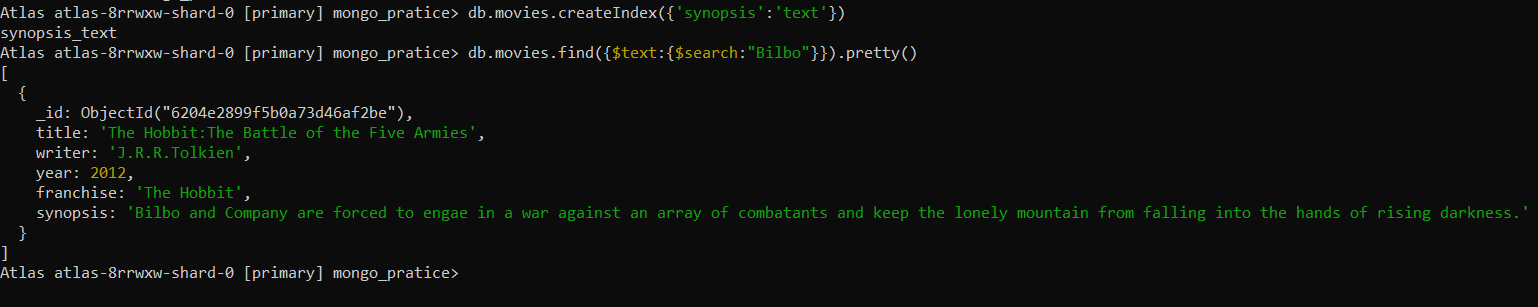 Atlas atlas-8rrwxw-shard-0 [primary] mongo_pratice> db.movies.createIndex({'synopsis':'text'})
synopsis_text
Atlas atlas-8rrwxw-shard-0 [primary] mongo_pratice> db.movies.find({$text:{$search:"Bilbo"}}).pretty()
[
  {
    _id: ObjectId("6204e2899f5b0a73d46af2be"),
    title: 'The Hobbit:The Battle of the Five Armies',
    writer: 'J.R.R.Tolkien',
    year: 2012,
    franchise: 'The Hobbit',
    synopsis: 'Bilbo and Company are forced to engae in a war against an array of combatants and keep the lonely mountain from falling into the hands of rising darkness.'
  }
]
Atlas atlas-8rrwxw-shard-0 [primary] mongo_pratice>